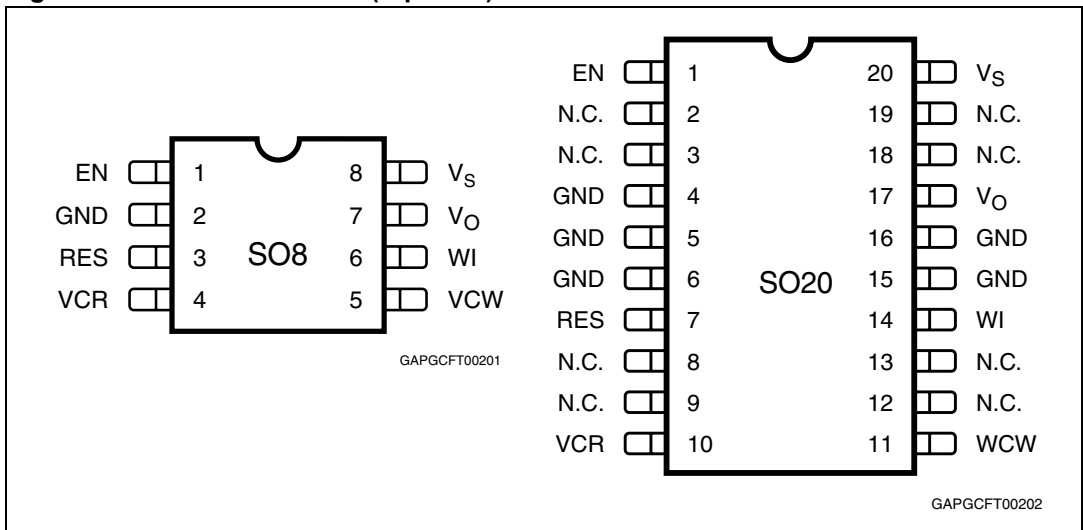 EN 1 8 VS
GND 2 7 VO
RES 3 SO8 6 WI
VCR 4 5 VCW
GAPGCFT00201
EN 1 20 VS
N.C. 2 19 N.C.
N.C. 3 18 N.C.
GND 4 17 VO
GND 5 16 GND
GND 6 SO20 15 GND
RES 7 14 WI
N.C. 8 13 N.C.
N.C. 9 12 N.C.
VCR 10 11 WCW
GAPGCFT00202